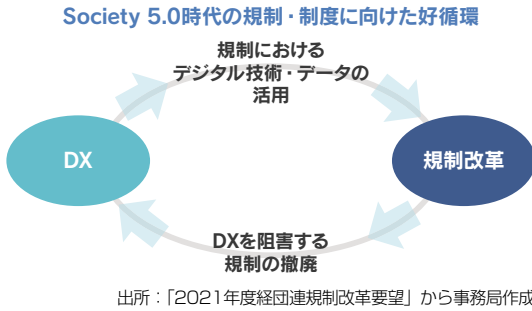 Society 5.0時代の規制・制度に向けた好循環
規制における
デジタル技術・データの
活用
DX
規制改革
DXを阻害する
規制の撤廃
出所：「2021年度経団連規制改革要望」から事務局作成